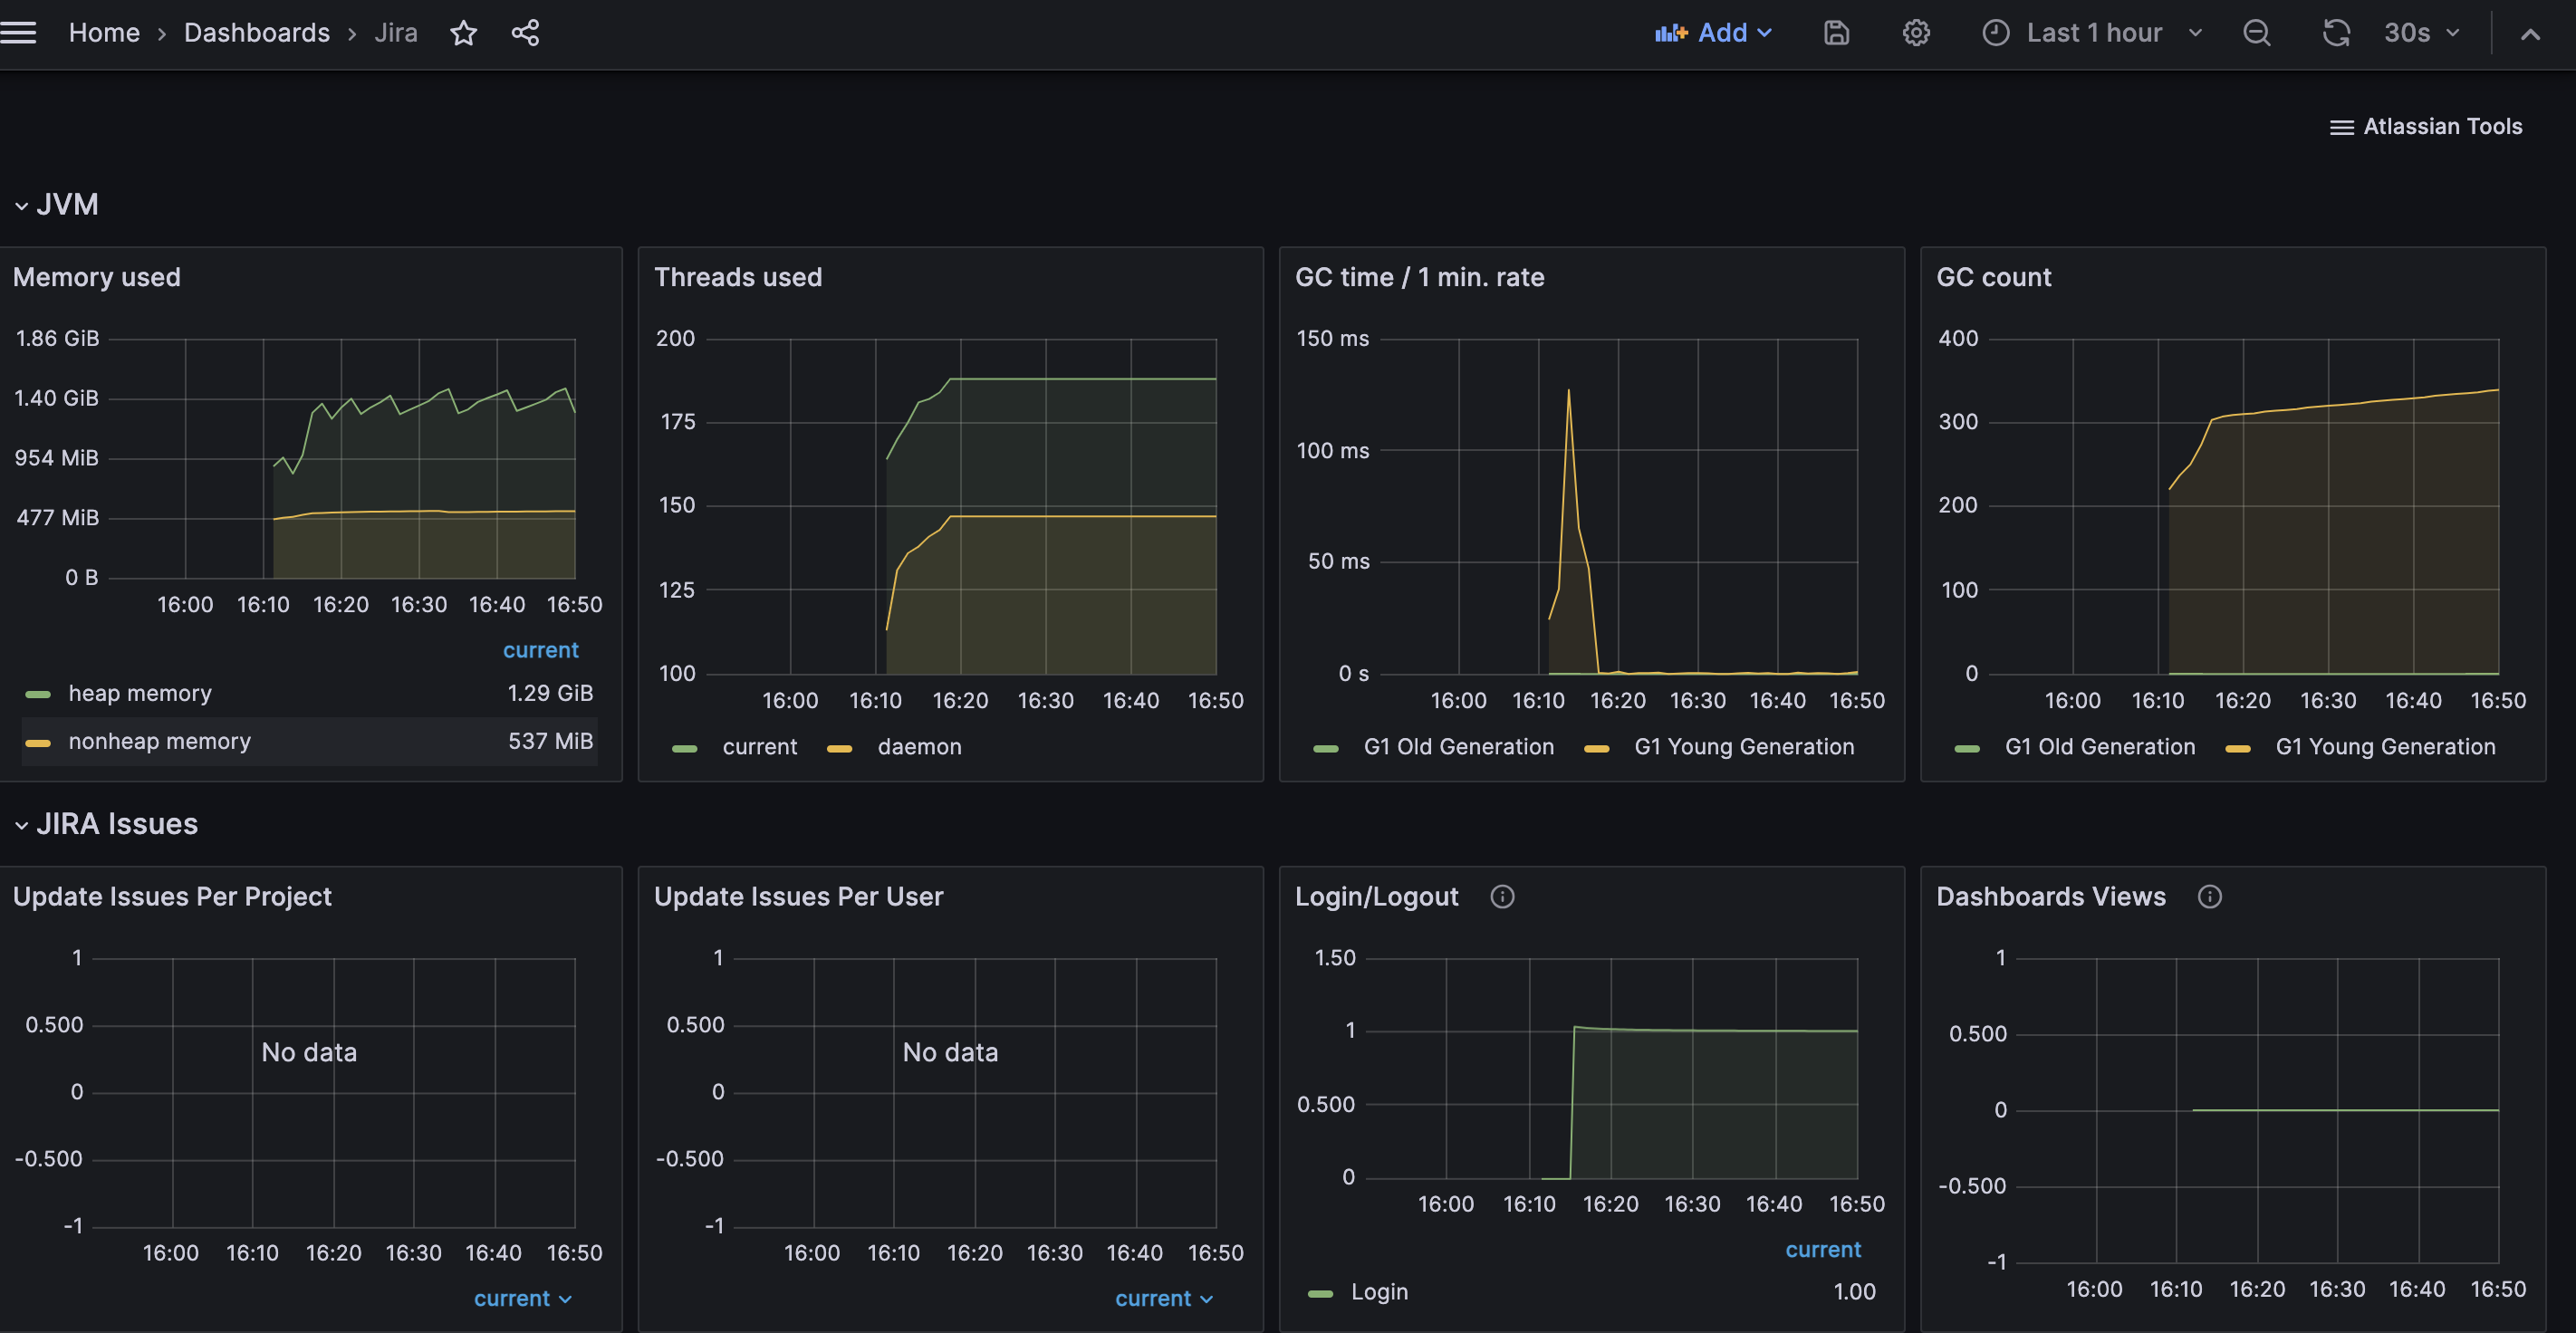 Home › Dashboards › Jira
Add
Last 1 hour
30s
Atlassian Tools
JVM
Memory used
1.86 GiB
1.40 GiB
954 MiB
477 MiB
0 B
16:00 16:10 16:20 16:30 16:40 16:50
current
heap memory 1.29 GiB
nonheap memory 537 MiB
Threads used
200
175
150
125
100
16:00 16:10 16:20 16:30 16:40 16:50
current daemon
GC time / 1 min. rate
150 ms
100 ms
50 ms
0 s
16:00 16:10 16:20 16:30 16:40 16:50
G1 Old Generation G1 Young Generation
GC count
400
300
200
100
0
16:00 16:10 16:20 16:30 16:40 16:50
G1 Old Generation G1 Young Generation
JIRA Issues
Update Issues Per Project
1
0.500
No data
0
-0.500
-1
16:00 16:10 16:20 16:30 16:40 16:50
current
Update Issues Per User
1
0.500
No data
0
-0.500
-1
16:00 16:10 16:20 16:30 16:40 16:50
current
Login/Logout
1.50
1
0.500
0
16:00 16:10 16:20 16:30 16:40 16:50
current
Login 1.00
Dashboards Views
1
0.500
0
-0.500
-1
16:00 16:10 16:20 16:30 16:40 16:50